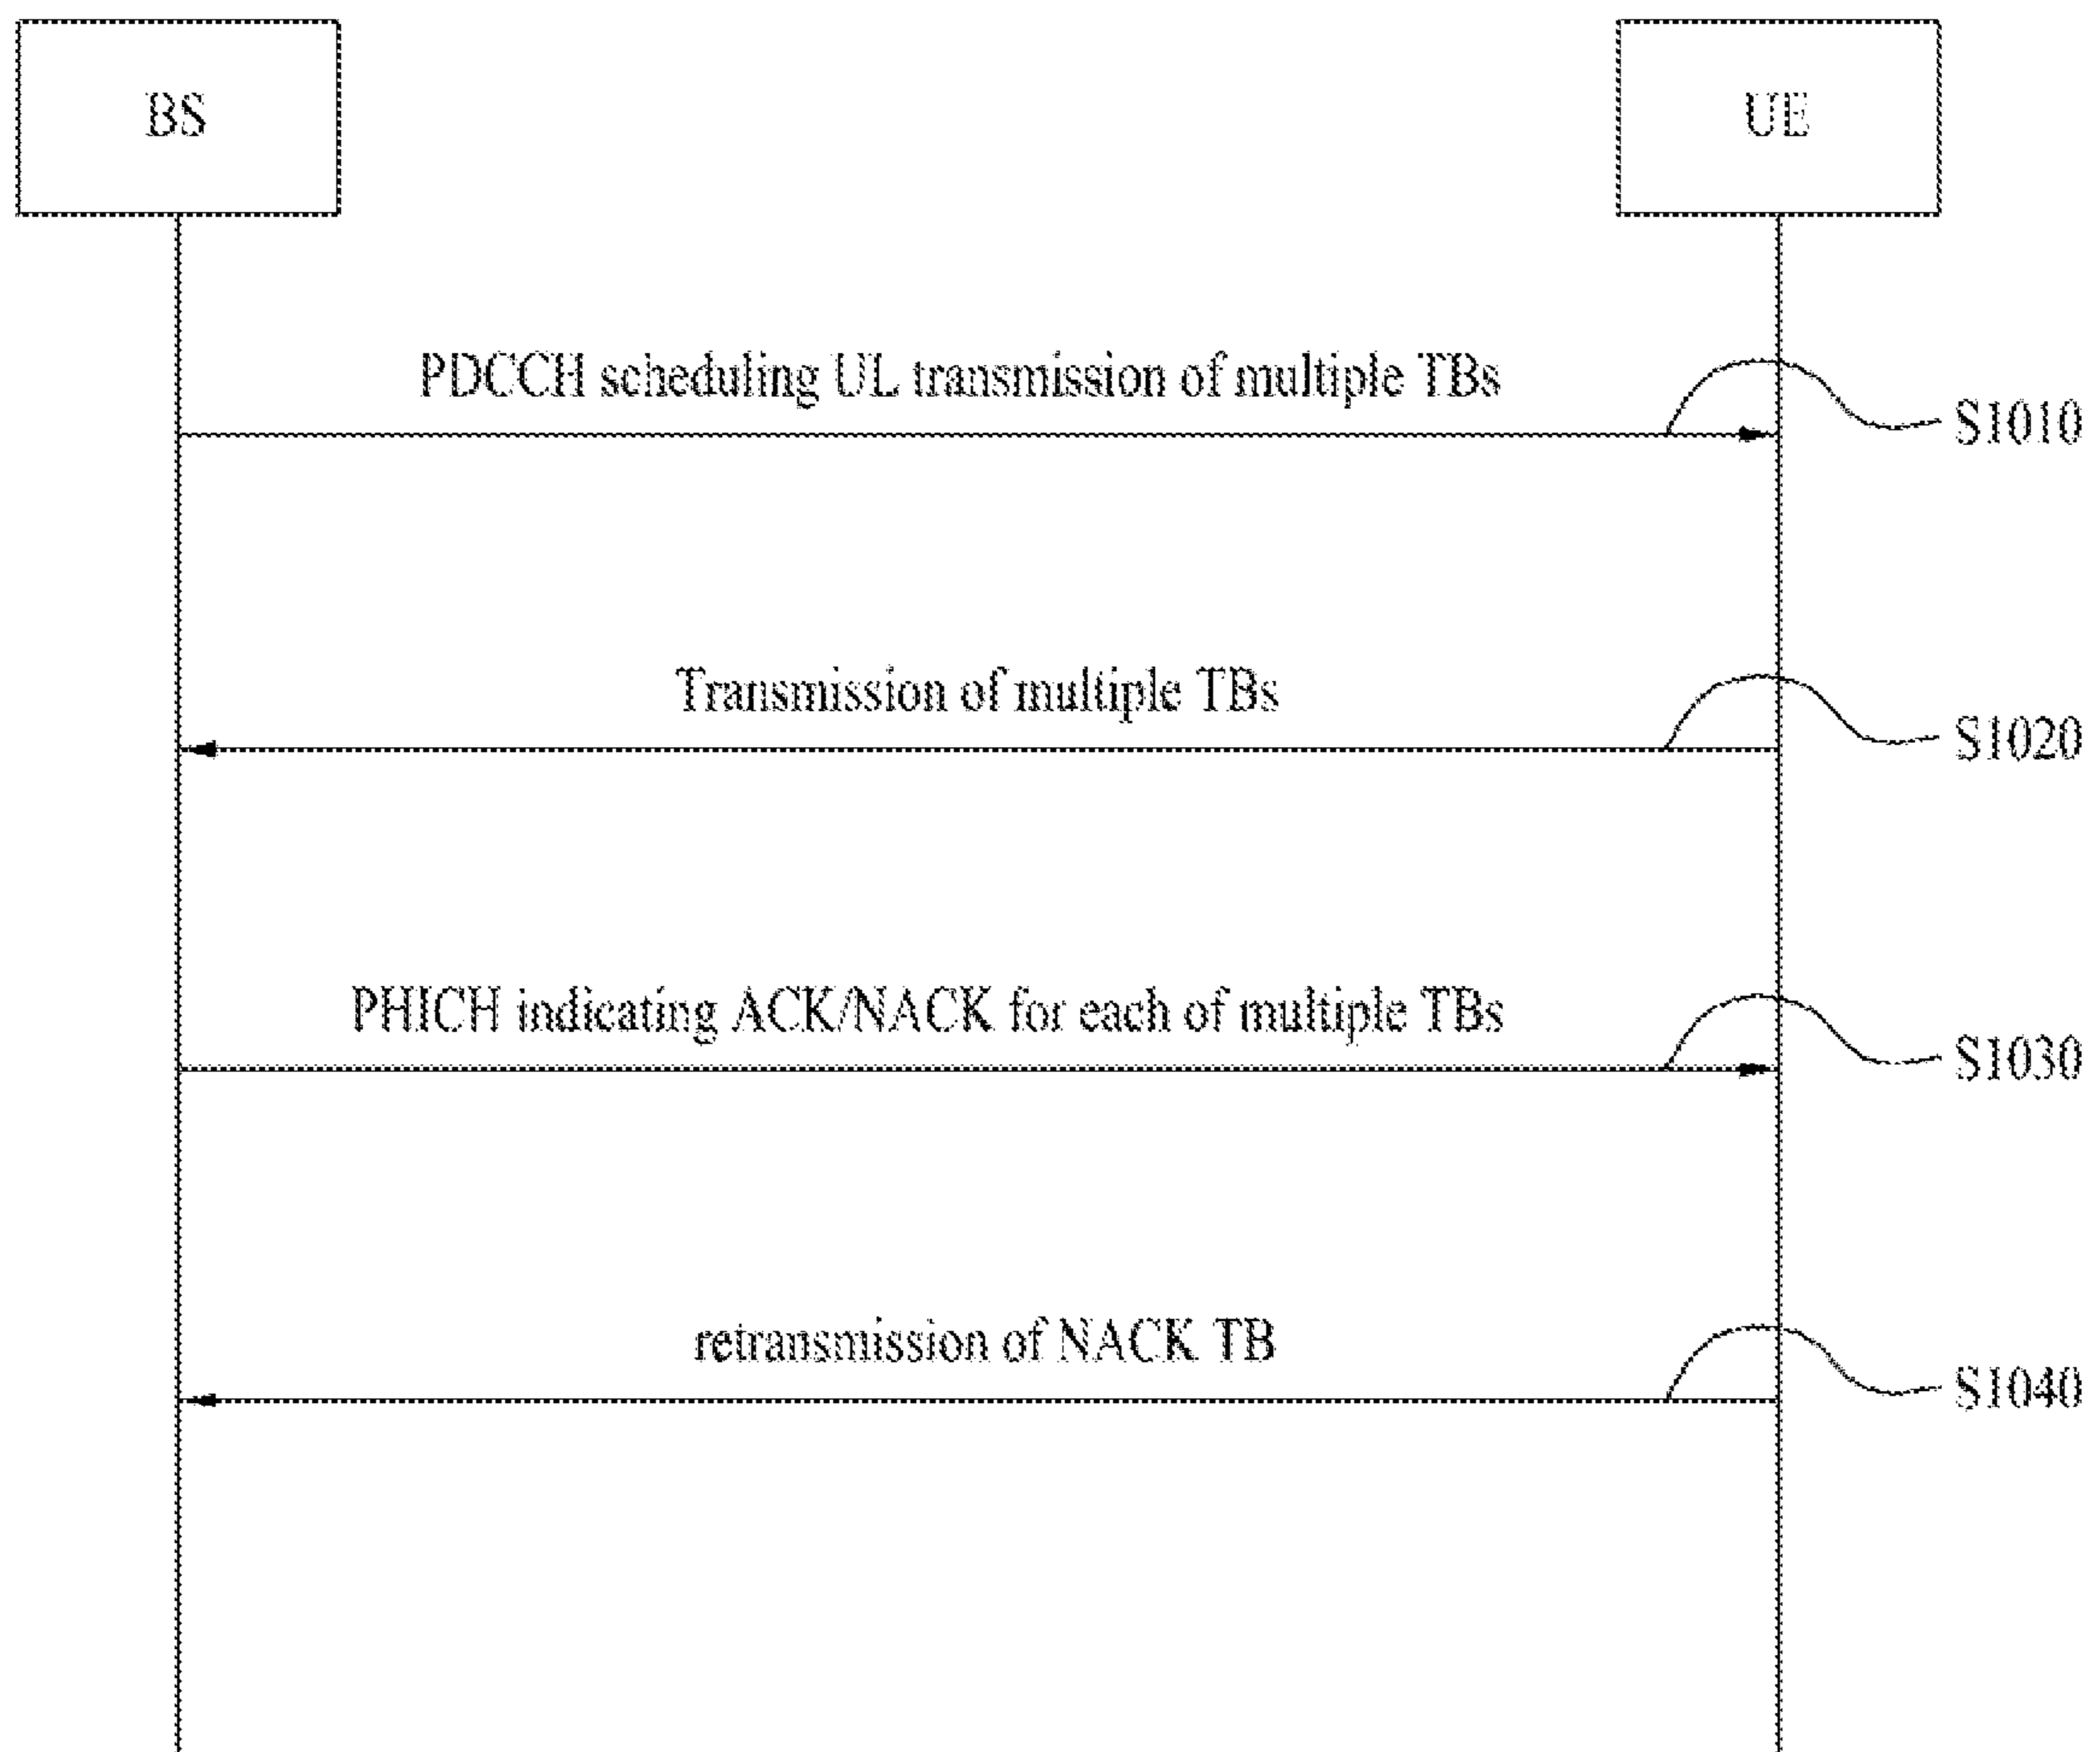 BS
UE
PDCCH scheduling UL transmission of multiple TBs
S1010
Transmission of multiple TBs
S1020
PHICH indicating ACK/NACK for each of multiple TBs
S1030
retransmission of NACK TB
S1040